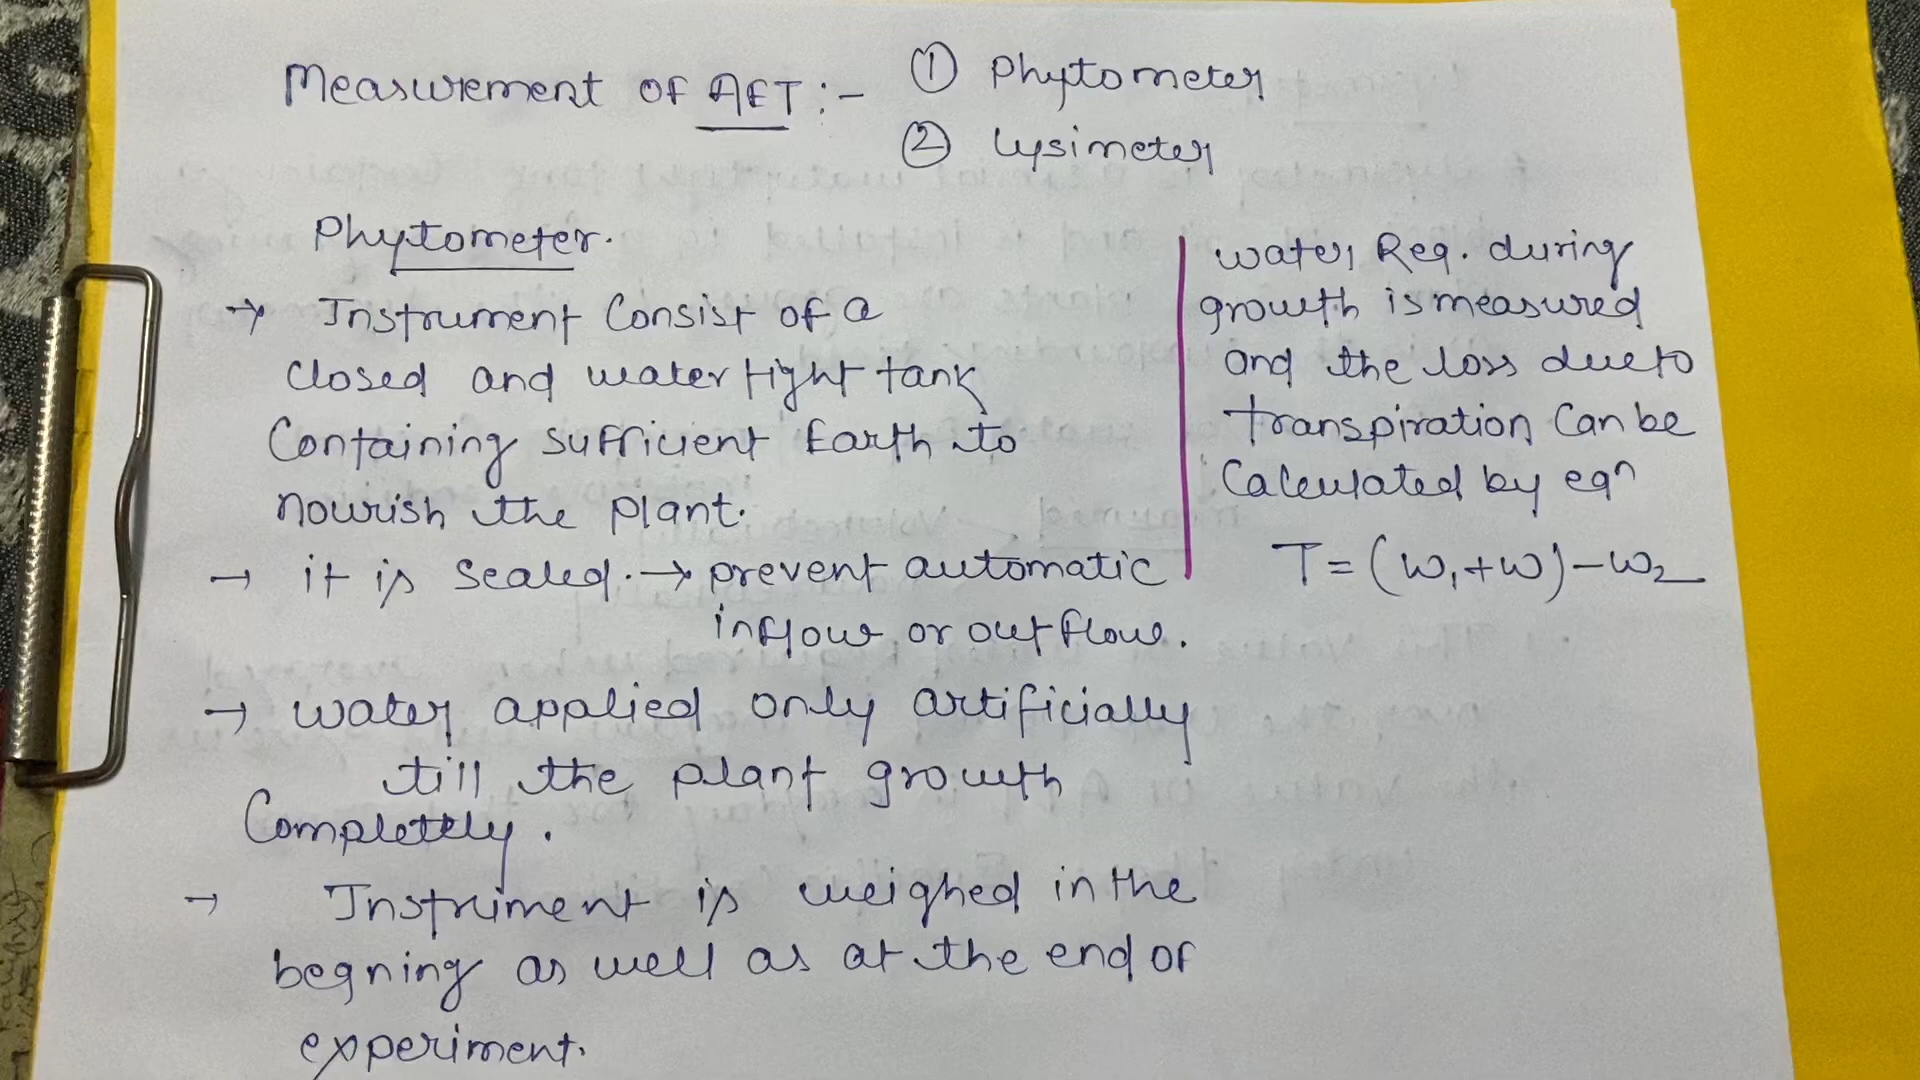 Measurement of AET :- ① Phytometer
② Lysimeter
Phytometer.
→ Instrument Consist of a
closed and water tight tank
Containing sufficient Earth to
nourish the plant.
→ it is sealed. → prevent automatic
inflow or out flow.
→ water applied only artificially
till the plant growth
Completely.
→ Instriment is weighed in the
begning as well as at the end of
experiment.
water Req. during
growth is measured
and the loss due to
transpiration Can be
Calculated by eqn
T = (w₁+w) - w₂